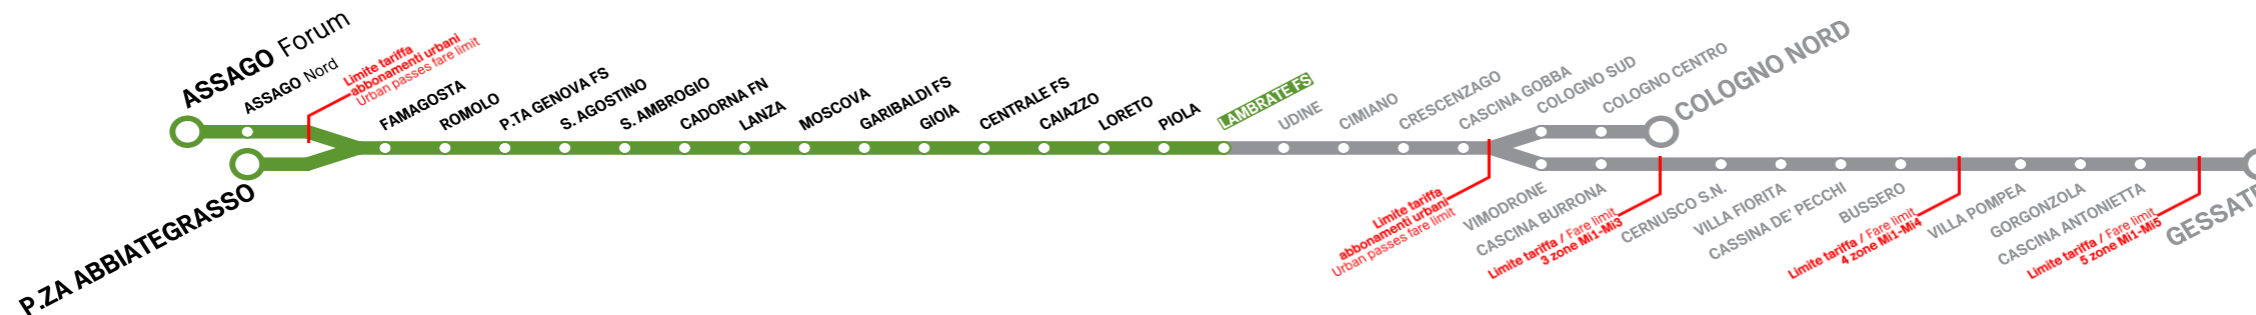 ASSAGO Forum
ASSAGO Nord
Limite tariffa
abbonamenti urbani
Urban passes fare limit
P.ZA ABBIATEGRASSO
FAMAGOSTA
ROMOLO
P.TA GENOVA FS
S. AGOSTINO
S. AMBROGIO
CADORNA FN
LANZA
MOSCOVA
GARIBALDI FS
GIOIA
CENTRALE FS
CAIAZZO
LORETO
PIOLA
LAMBRATE FS
UDINE
CIMIANO
CRESCENZAGO
CASCINA GOBBA
Limite tariffa
abbonamenti urbani
Urban passes fare limit
COLOGNO SUD
COLOGNO CENTRO
COLOGNO NORD
VIMODRONE
CASCINA BURRONA
Limite tariffa / Fare limit
3 zone Mi1-Mi3
CERNUSCO S.N.
VILLA FIORITA
CASSINA DE' PECCHI
BUSSERO
Limite tariffa / Fare limit
4 zone Mi1-Mi4
VILLA POMPEA
GORGONZOLA
CASCINA ANTONIETTA
Limite tariffa / Fare limit
5 zone Mi1-Mi5
GESSATE